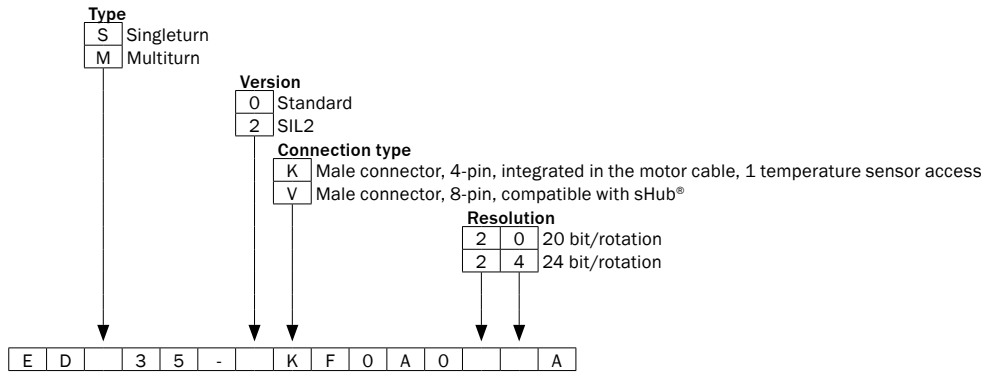 Type
S Singleturn
M Multiturn
Version
0 Standard
2 SIL2
Connection type
K Male connector, 4-pin, integrated in the motor cable, 1 temperature sensor access
V Male connector, 8-pin, compatible with sHub®
Resolution
2 0 20 bit/rotation
2 4 24 bit/rotation
E D 3 5 - K F 0 A 0 A